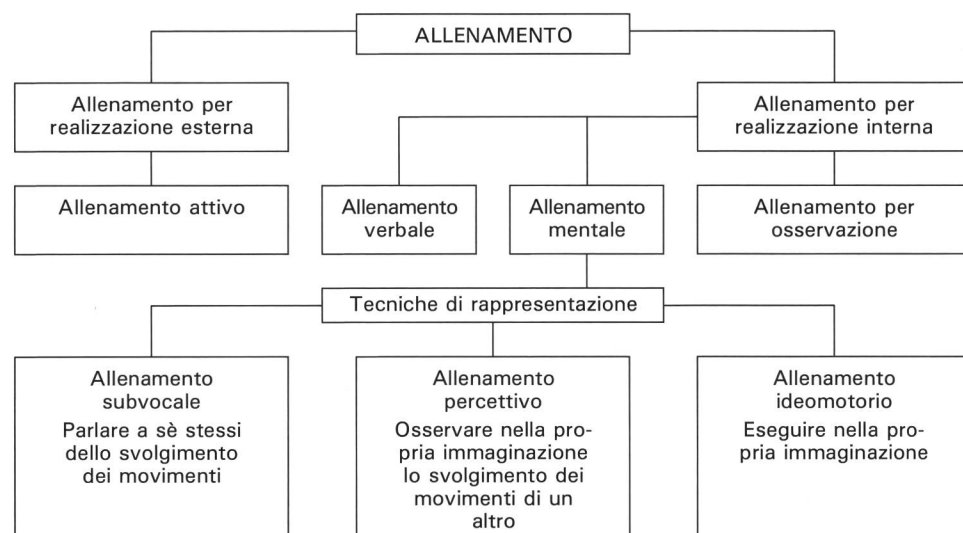 ALLENAMENTO
Allenamento per
realizzazione esterna
Allenamento per
realizzazione interna
Allenamento attivo
Allenamento
verbale
Allenamento
mentale
Allenamento per
osservazione
Tecniche di rappresentazione
Allenamento
subvocale
Parlare a sè stessi
dello svolgimento
dei movimenti
Allenamento
percettivo
Osservare nella pro-
pria immaginazione
lo svolgimento dei
movimenti di un
altro
Allenamento
ideomotorio
Eseguire nella pro-
pria immaginazione